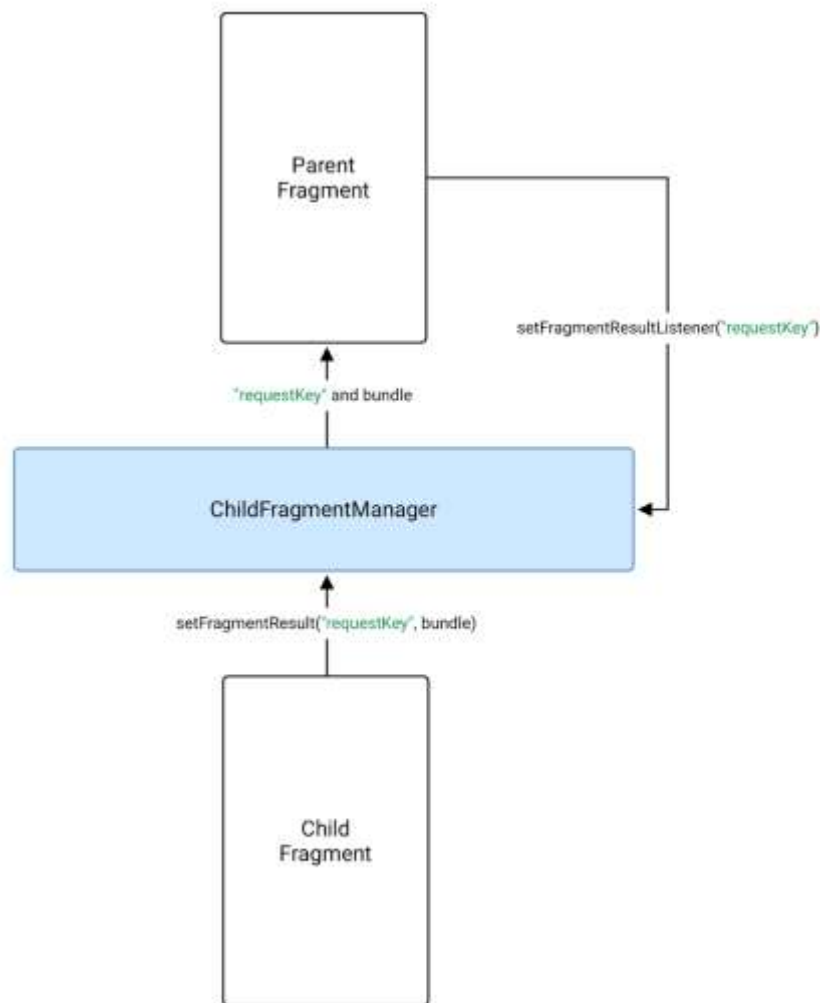 Parent
Fragment
setFragmentResultListener("requestKey")
"requestKey" and bundle
ChildFragmentManager
setFragmentResult("requestKey", bundle)
Child
Fragment